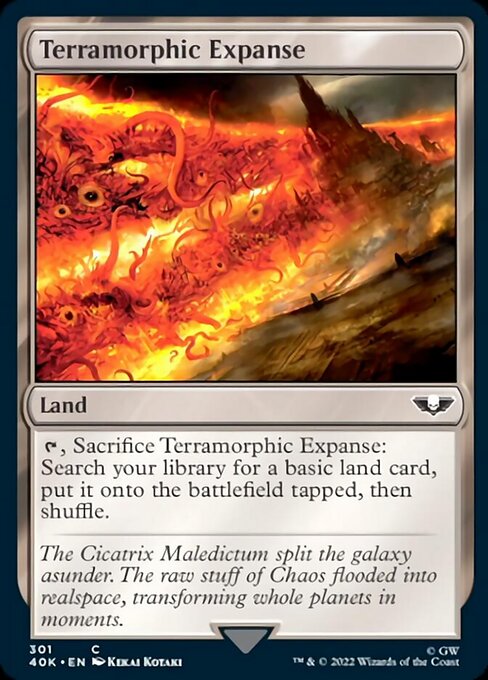 Terramorphic Expanse
Land
, Sacrifice Terramorphic Expanse:
Search your library for a basic land card,
put it onto the battlefield tapped, then
shuffle.
The Cicatrix Maledictum split the galaxy
asunder. The raw stuff of Chaos flooded into
realspace, transforming whole planets in
moments.
301 C
40K • EN Kekai Kotaki
© GW
™ & © 2022 Wizards of the Coast